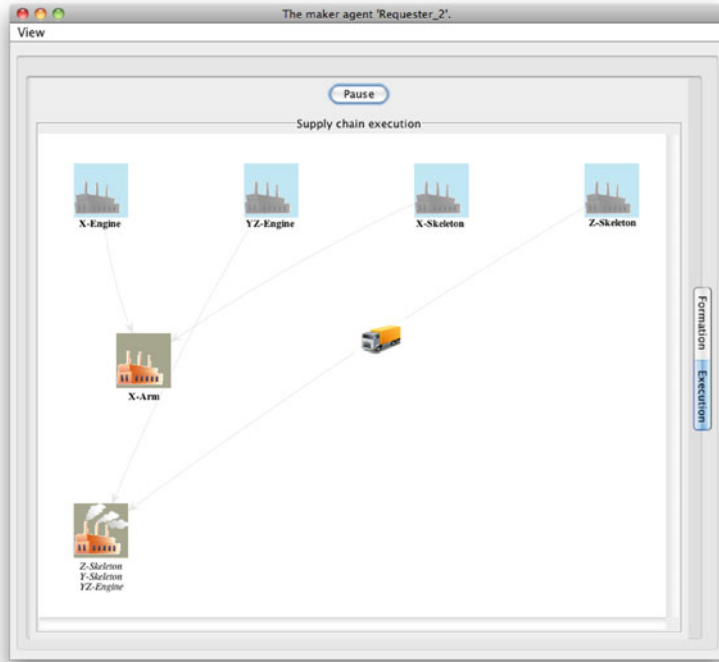 The maker agent 'Requester_2'.
View
Pause
Supply chain execution
X-Engine
YZ-Engine
X-Skeleton
Z-Skeleton
X-Arm
Formation
Execution
Z-Skeleton
Y-Skeleton
YZ-Engine